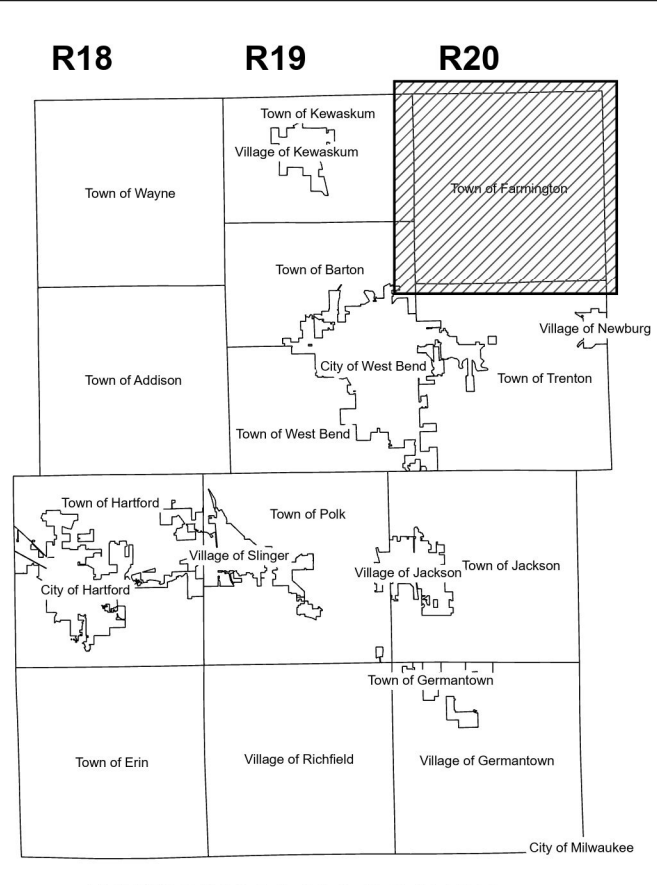 R18
R19
R20
Town of Kewaskum
Village of Kewaskum
Town of Wayne
Town of Farmington
Town of Barton
Village of Newburg
City of West Bend
Town of Addison
Town of Trenton
Town of West Bend
Town of Hartford
Town of Polk
Village of Slinger
Town of Jackson
Village of Jackson
City of Hartford
Town of Germantown
Town of Erin
Village of Richfield
Village of Germantown
City of Milwaukee